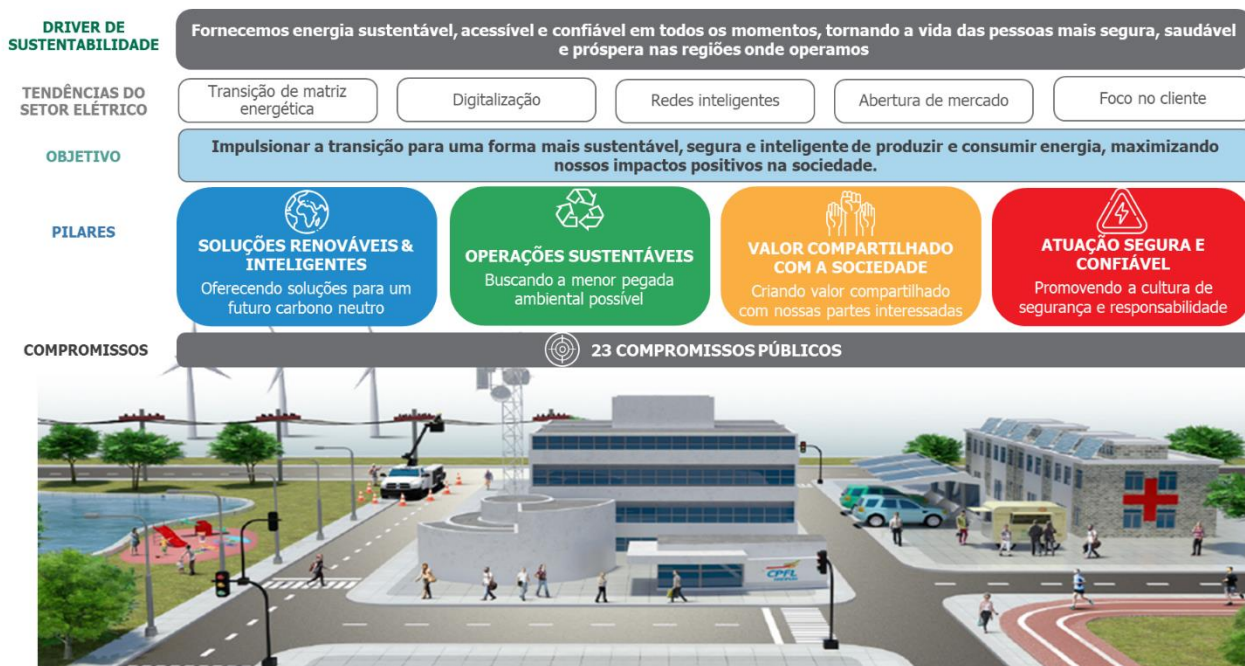 DRIVER DE
SUSTENTABILIDADE
Fornecemos energia sustentável, acessível e confiável em todos os momentos, tornando a vida das pessoas mais segura, saudável
e próspera nas regiões onde operamos
TENDÊNCIAS DO
SETOR ELÉTRICO
Transição de matriz
energética
Digitalização
Redes inteligentes
Abertura de mercado
Foco no cliente
OBJETIVO
Impulsionar a transição para uma forma mais sustentável, segura e inteligente de produzir e consumir energia, maximizando
nossos impactos positivos na sociedade.
PILARES
SOLUÇÕES RENOVÁVEIS &
INTELIGENTES
Oferecendo soluções para um
futuro carbono neutro
OPERAÇÕES SUSTENTÁVEIS
Buscando a menor pegada
ambiental possível
VALOR COMPARTILHADO
COM A SOCIEDADE
Criando valor compartilhado
com nossas partes interessadas
ATUAÇÃO SEGURA E
CONFIÁVEL
Promovendo a cultura de
segurança e responsabilidade
COMPROMISSOS
23 COMPROMISSOS PÚBLICOS
CPFL